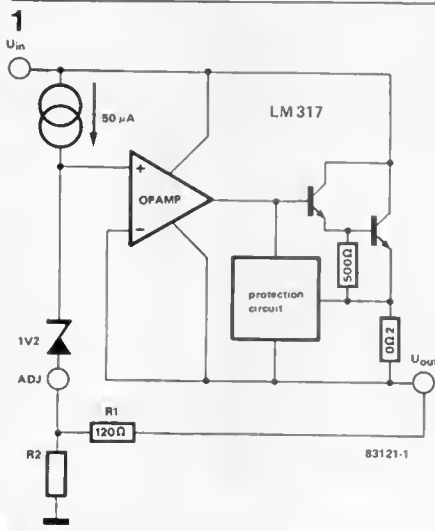 1
Uin
50 µA
LM 317
+
OPAMP
−
500Ω
protection
circuit
0Ω2
1V2
ADJ
Uout
R1
120Ω
R2
83121-1